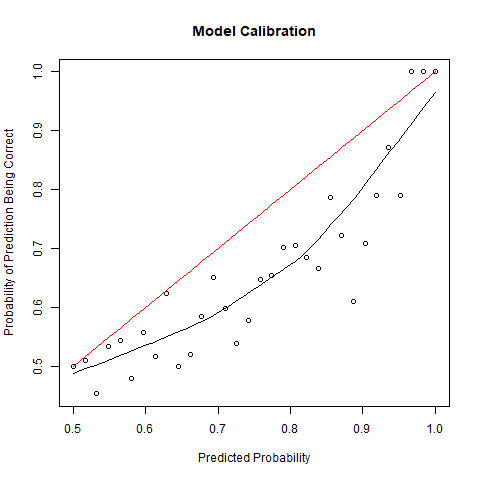 Model Calibration
Probability of Prediction Being Correct
1.0
0.9
0.8
0.7
0.6
0.5
0.5 0.6 0.7 0.8 0.9 1.0
Predicted Probability